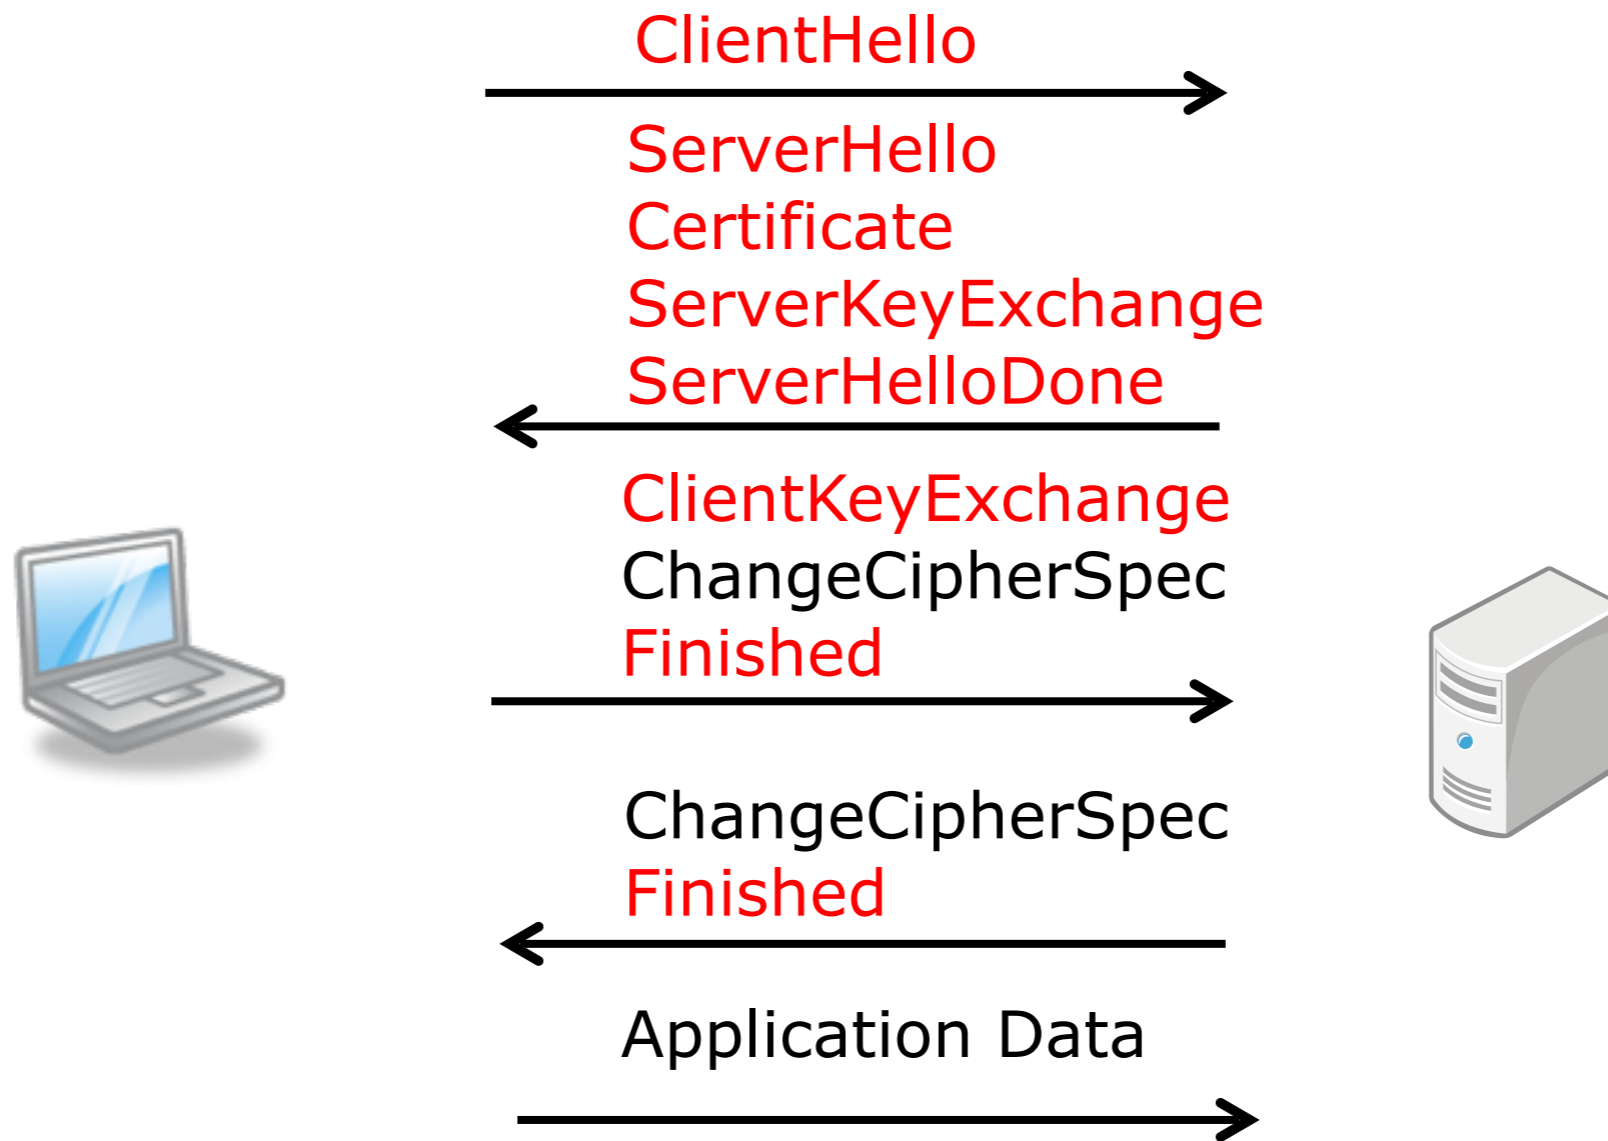 ClientHello
ServerHello
Certificate
ServerKeyExchange
ServerHelloDone
ClientKeyExchange
ChangeCipherSpec
Finished
ChangeCipherSpec
Finished
Application Data